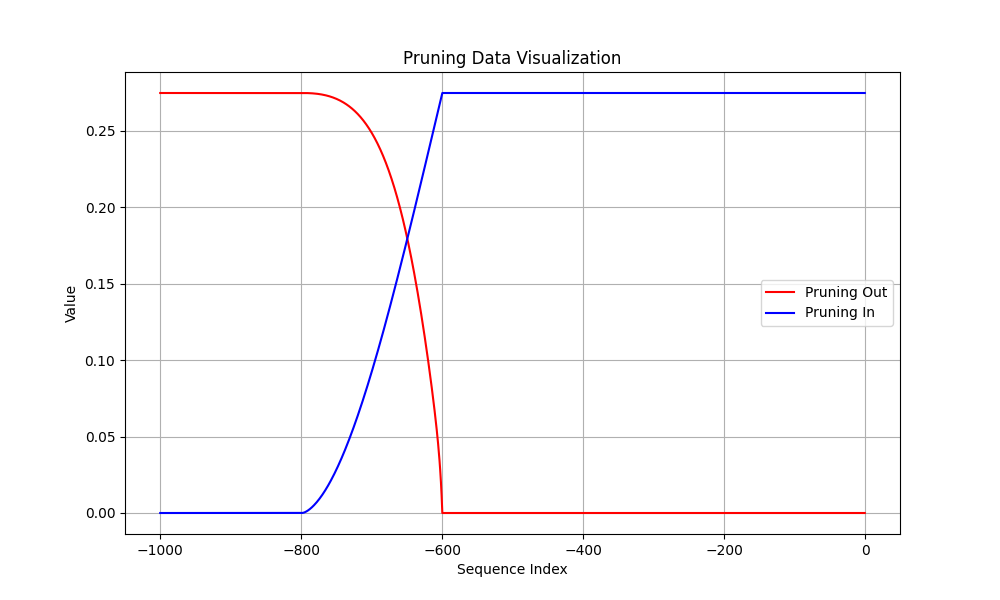 Pruning Data Visualization
Value
0.25
0.20
0.15
0.10
0.05
0.00
Pruning Out
Pruning In
−1000
−800
−600
−400
−200
0
Sequence Index